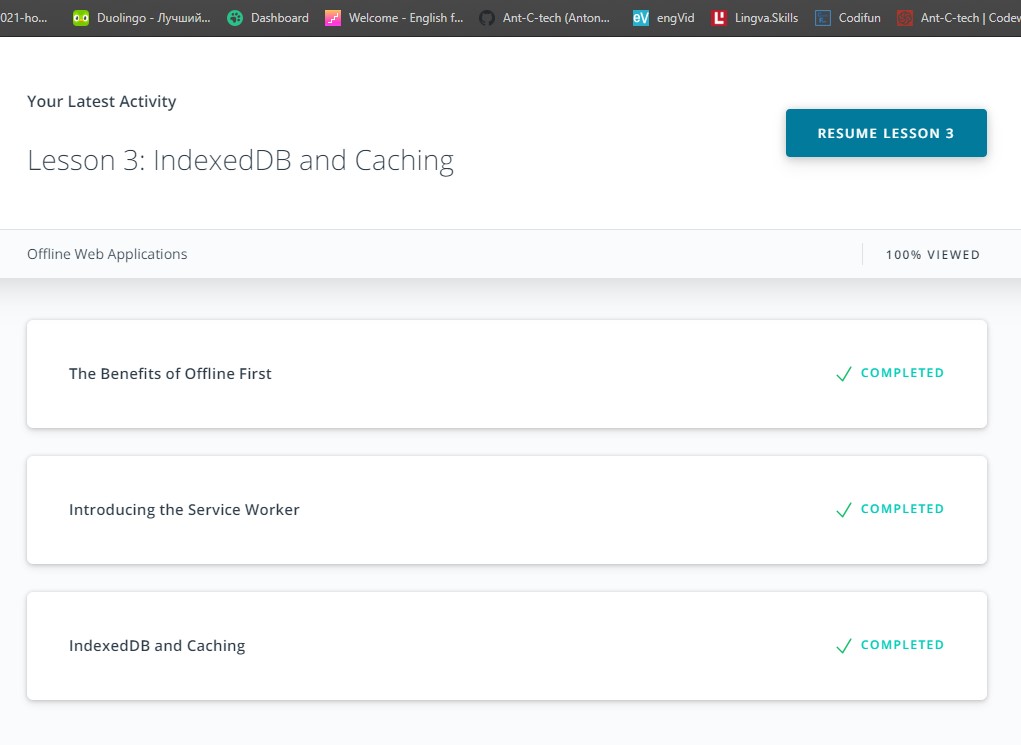 021-ho... Duolingo - Лучший... Dashboard Welcome - English f... Ant-C-tech (Anton... eV engVid Lingva.Skills Codifun Ant-C-tech | Codew
Your Latest Activity
RESUME LESSON 3
Lesson 3: IndexedDB and Caching
Offline Web Applications 100% VIEWED
The Benefits of Offline First COMPLETED
Introducing the Service Worker COMPLETED
IndexedDB and Caching COMPLETED